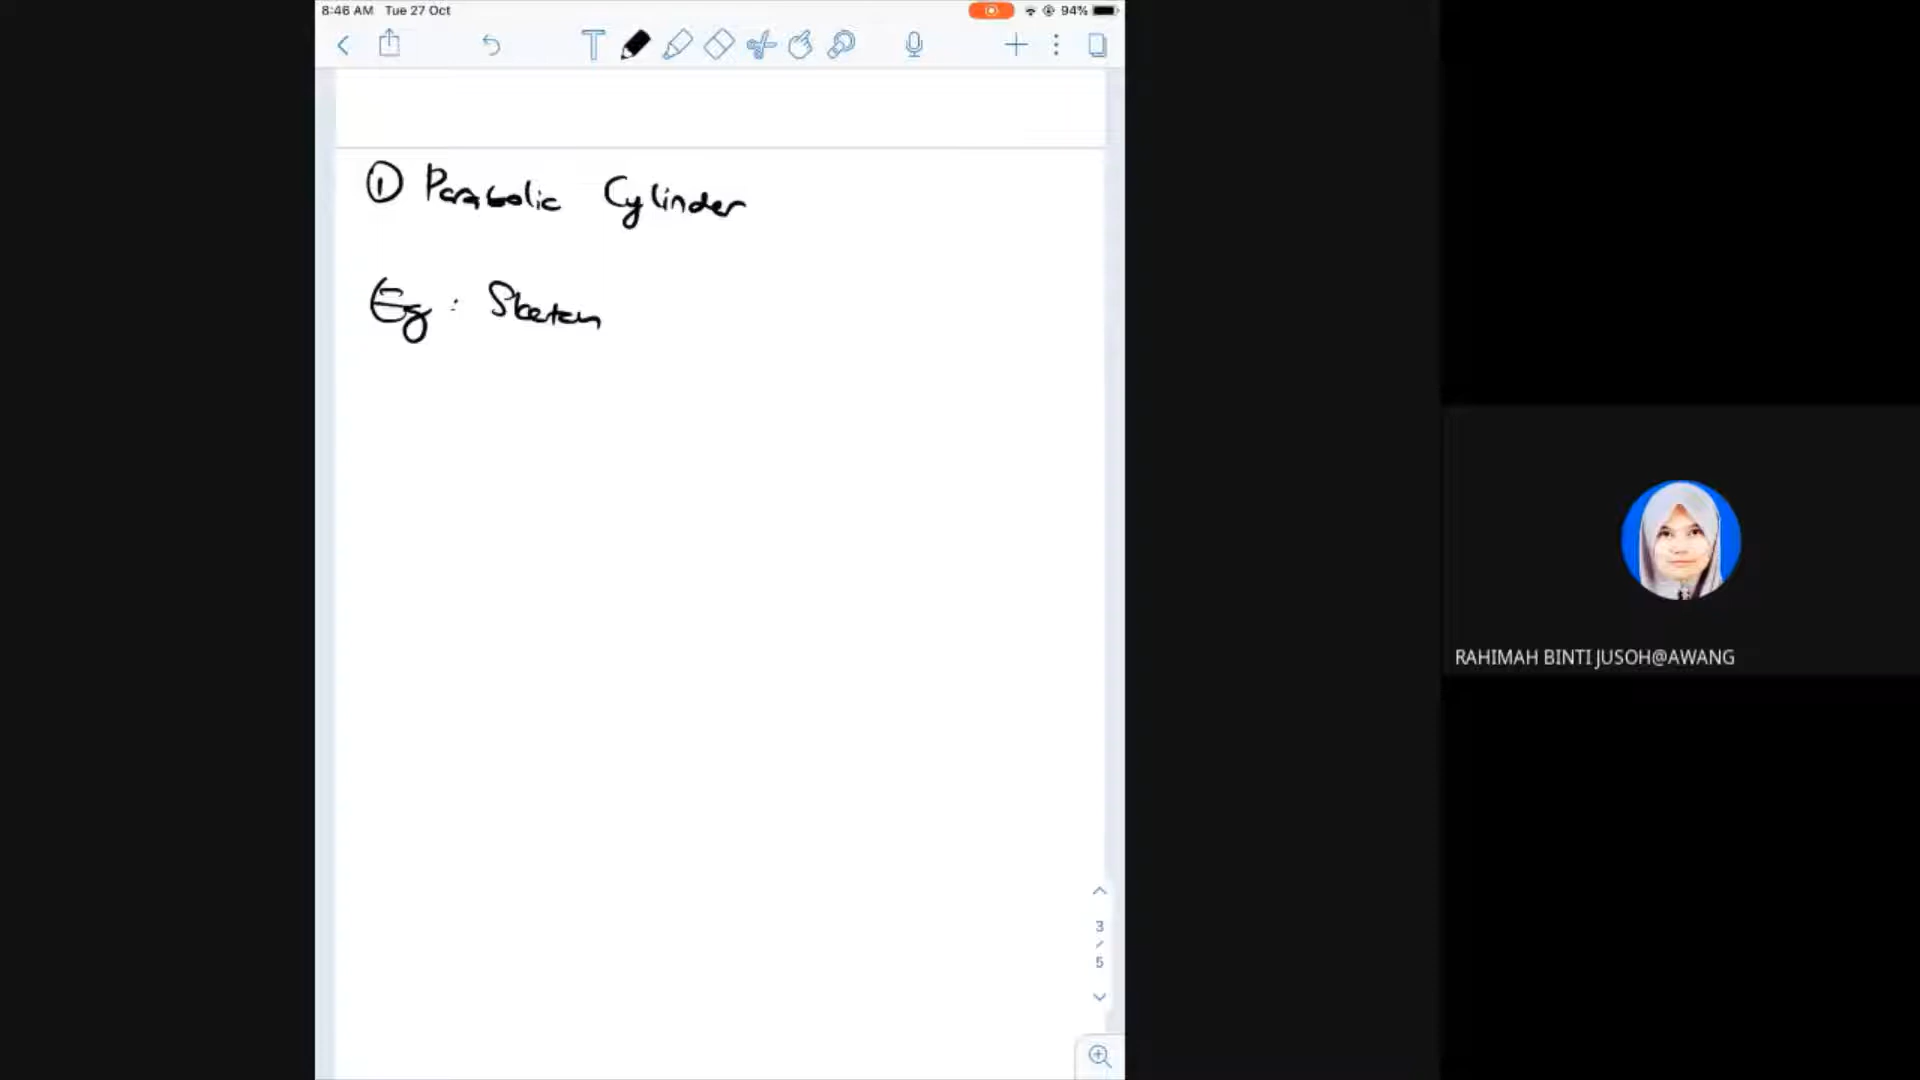 8:46 AM Tue 27 Oct
94%
① Parabolic Cylinder
Eg : Sketch
3
/
5
RAHIMAH BINTI JUSOH@AWANG